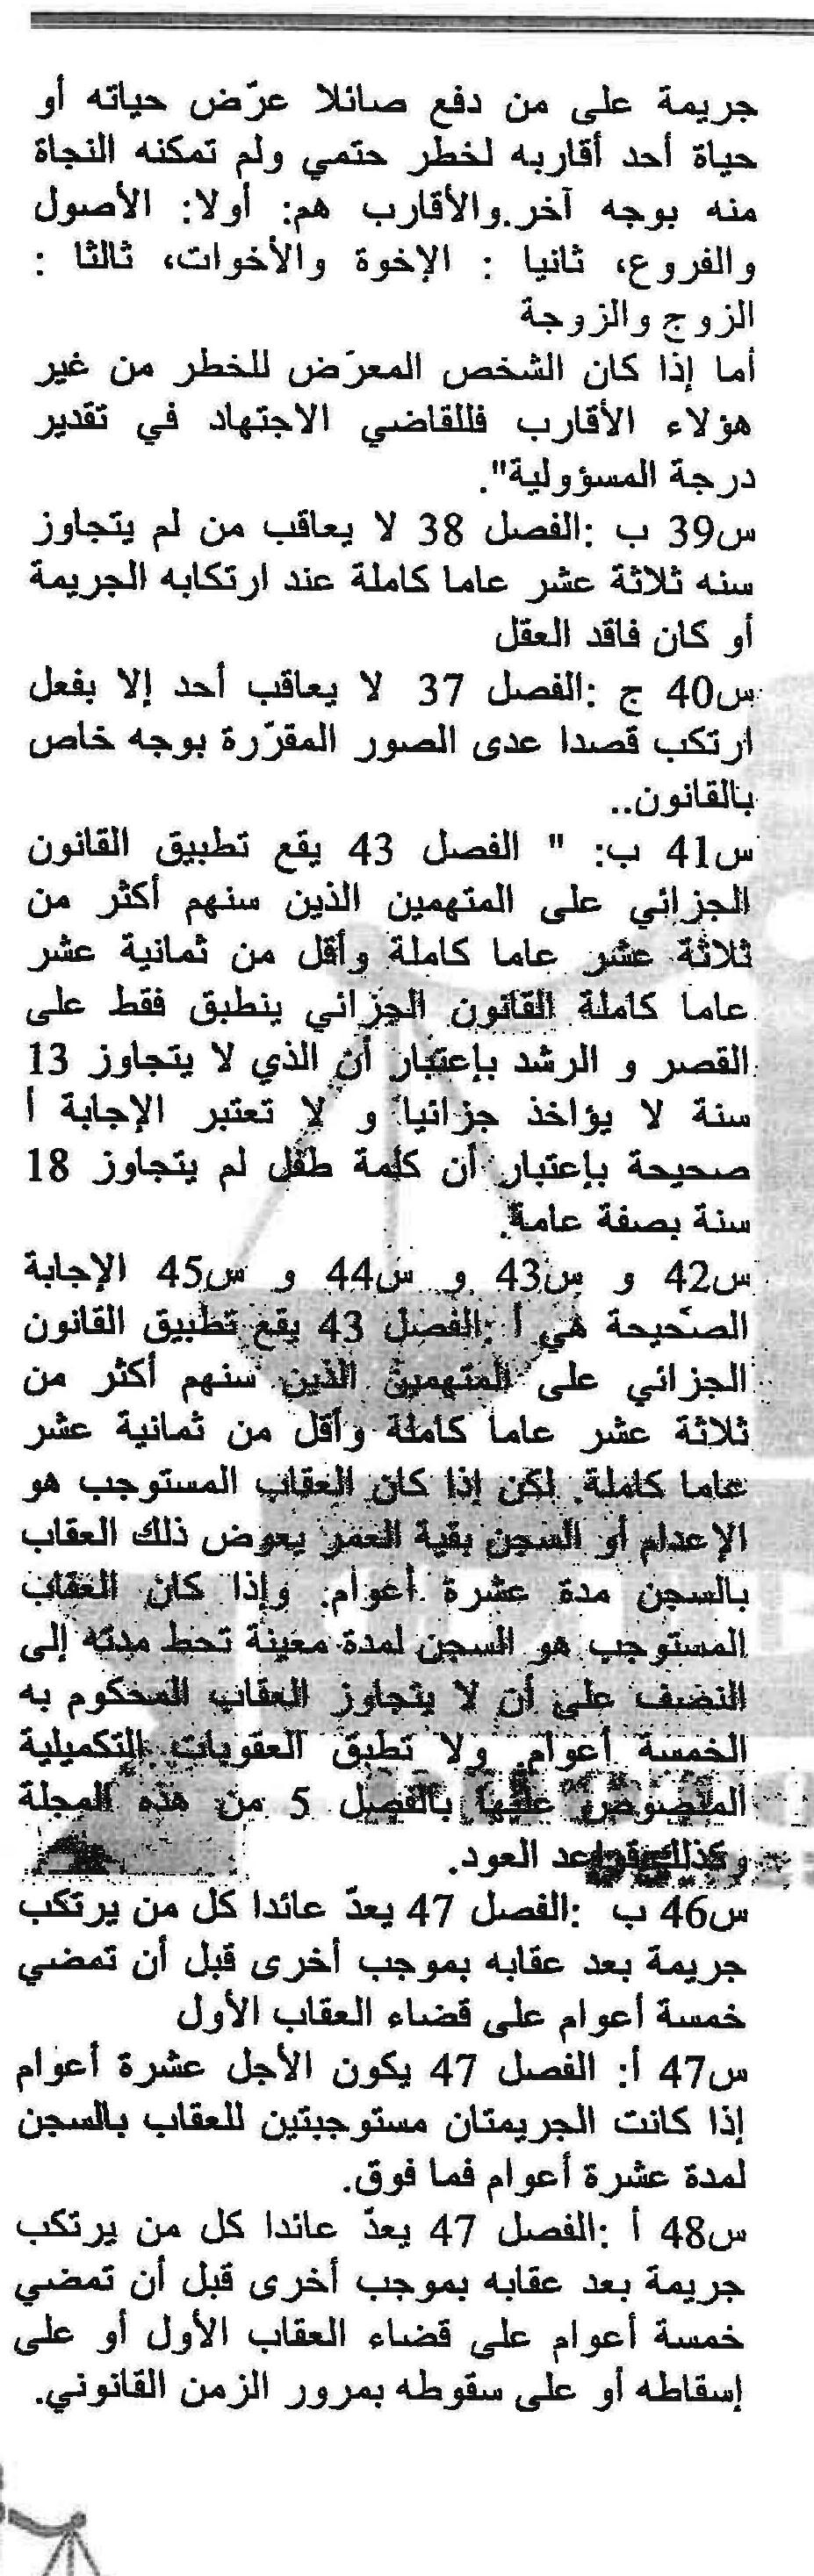 جريمة على من دفع صائلا عرّض حياته أو
حياة أحد أقاربه لخطر حتمي ولم تمكنه النجاة
منه بوجه آخر.والأقارب هم: أولا: الأصول
والفروع، ثانيا : الإخوة والأخوات، ثالثا :
الزوج والزوجة
أما إذا كان الشخص المعرّض للخطر من غير
هؤلاء الأقارب فللقاضي الاجتهاد في تقدير
درجة المسؤولية".
س39 ب :الفصل 38 لا يعاقب من لم يتجاوز
سنه ثلاثة عشر عاما كاملة عند ارتكابه الجريمة
أو كان فاقد العقل
س40 ج :الفصل 37 لا يعاقب أحد إلا بفعل
ارتكب قصدا عدى الصور المقرّرة بوجه خاص
بالقانون..
س41 ب: " الفصل 43 يقع تطبيق القانون
الجزائي على المتهمين الذين سنهم أكثر من
ثلاثة عشر عاما كاملة وأقل من ثمانية عشر
عاما كاملة القانون الجزائي ينطبق فقط على
القصر و الرشد بإعتبار أن الذي لا يتجاوز 13
سنة لا يؤاخذ جزائيا و لا تعتبر الإجابة أ
صحيحة بإعتبار أن كلمة طفل لم يتجاوز 18
سنة بصفة عامة.
س42 و س43 و س44 و س45 الإجابة
الصحيحة هي أ :الفصل 43 يقع تطبيق القانون
الجزائي على المتهمين الذين سنهم أكثر من
ثلاثة عشر عاما كاملة وأقل من ثمانية عشر
عاما كاملة. لكن إذا كان العقاب المستوجب هو
الإعدام أو السجن بقية العمر يعوض ذلك العقاب
بالسجن مدة عشرة أعوام. وإذا كان العقاب
المستوجب هو السجن لمدة معينة تحط مدته إلى
النصف على أن لا يتجاوز العقاب المحكوم به
الخمسة أعوام. ولا تطبق العقوبات التكميلية
المنصوص عليها بالفصل 5 من هذه المجلة
وكذلك قواعد العود.
س46 ب :الفصل 47 يعدّ عائدا كل من يرتكب
جريمة بعد عقابه بموجب أخرى قبل أن تمضي
خمسة أعوام على قضاء العقاب الأول
س47 أ: الفصل 47 يكون الأجل عشرة أعوام
إذا كانت الجريمتان مستوجبتين للعقاب بالسجن
لمدة عشرة أعوام فما فوق.
س48 أ :الفصل 47 يعدّ عائدا كل من يرتكب
جريمة بعد عقابه بموجب أخرى قبل أن تمضي
خمسة أعوام على قضاء العقاب الأول أو على
إسقاطه أو على سقوطه بمرور الزمن القانوني.